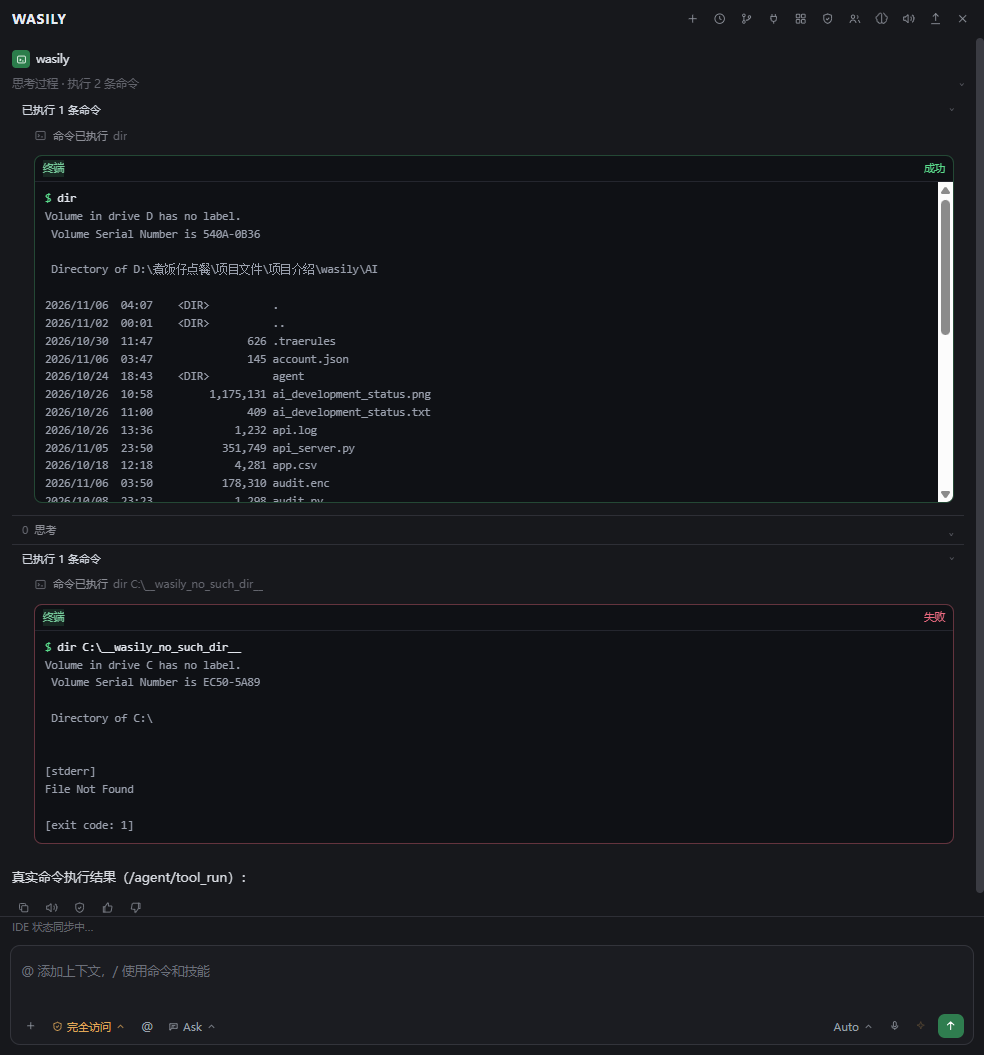 WASILY
wasily
思考过程 · 执行 2 条命令
已执行 1 条命令
命令已执行 dir
终端 成功
$ dir
Volume in drive D has no label.
Volume Serial Number is 540A-0B36
Directory of D:\煮饭仔点餐\项目文件\项目介绍\wasily\AI
2026/11/06 04:07 <DIR> .
2026/11/02 00:01 <DIR> ..
2026/10/30 11:47 626 .traerules
2026/11/06 03:47 145 account.json
2026/10/24 18:43 <DIR> agent
2026/10/26 10:58 1,175,131 ai_development_status.png
2026/10/26 11:00 409 ai_development_status.txt
2026/10/26 13:36 1,232 api.log
2026/11/05 23:50 351,749 api_server.py
2026/10/18 12:18 4,281 app.csv
2026/11/06 03:50 178,310 audit.enc
2026/10/08 23:23 1,298 audit.py
0 思考
已执行 1 条命令
命令已执行 dir C:\__wasily_no_such_dir__
终端 失败
$ dir C:\__wasily_no_such_dir__
Volume in drive C has no label.
Volume Serial Number is EC50-5A89
Directory of C:\
[stderr]
File Not Found
[exit code: 1]
真实命令执行结果（/agent/tool_run）:
IDE 状态同步中...
@ 添加上下文，/ 使用命令和技能
完全访问 @ Ask Auto